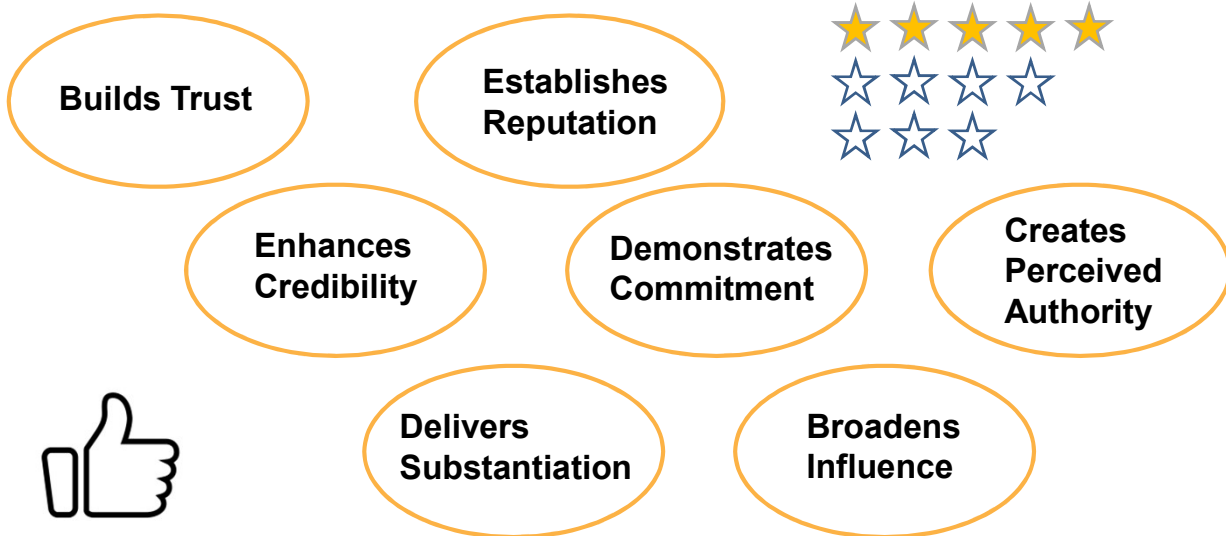 Builds Trust
Establishes
Reputation
Enhances
Credibility
Demonstrates
Commitment
Creates
Perceived
Authority
Delivers
Substantiation
Broadens
Influence